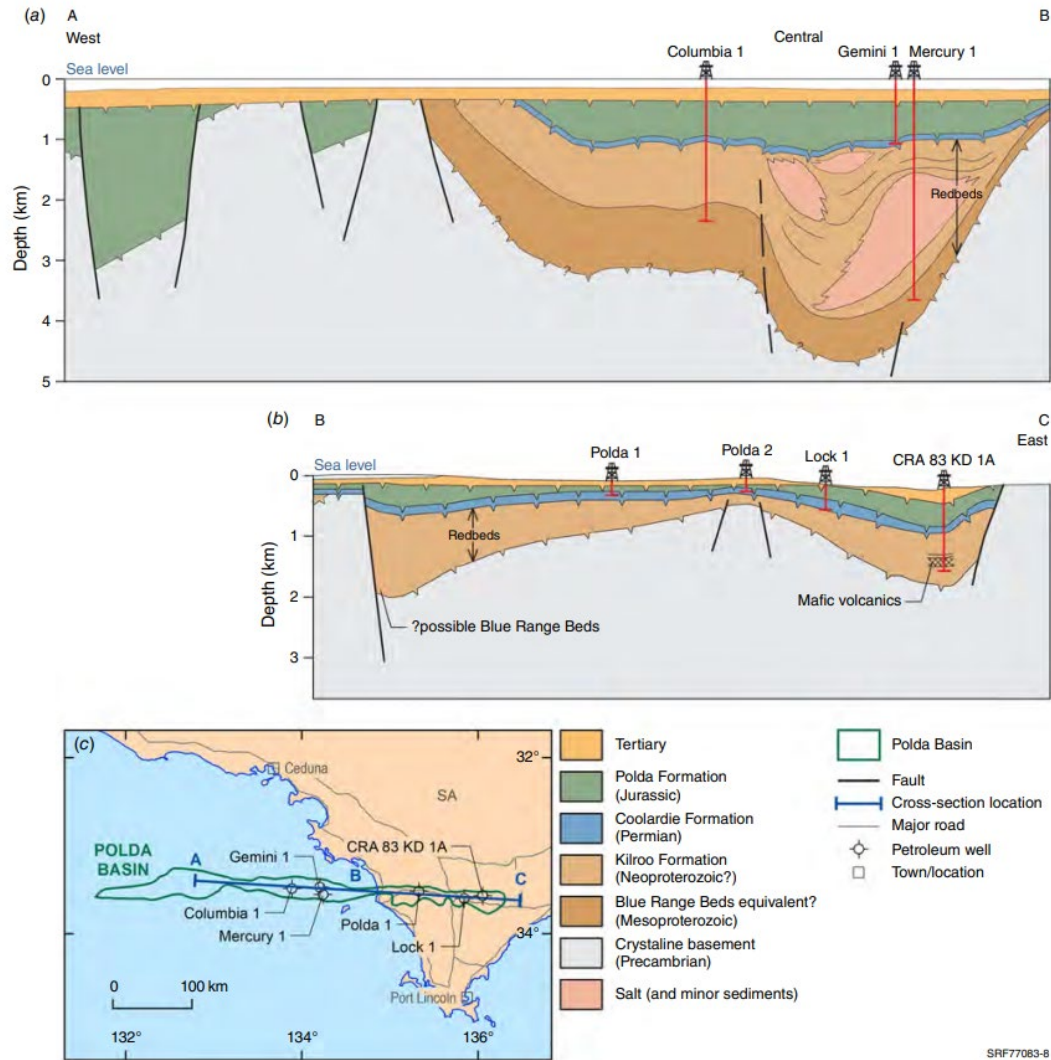 (a) A B
West Central
Columbia 1 Gemini 1 Mercury 1
Sea level
0
1
2
3
4
5
Depth (km)
Redbeds
?
?
?
?
?
?
?
(b) B C
East
Polda 1 Polda 2 Lock 1 CRA 83 KD 1A
Sea level
0
1
2
3
Depth (km)
Redbeds
Mafic volcanics
?possible Blue Range Beds
(c)
32°
Ceduna
SA
CRA 83 KD 1A
POLDA
BASIN
A
Gemini 1
B
C
Columbia 1
Mercury 1
Polda 1
Lock 1
34°
0 100 km
Port Lincoln
132° 134° 136°
Tertiary
Polda Formation
(Jurassic)
Coolardie Formation
(Permian)
Kilroo Formation
(Neoproterozoic?)
Blue Range Beds equivalent?
(Mesoproterozoic)
Crystaline basement
(Precambrian)
Salt (and minor sediments)
Polda Basin
Fault
Cross-section location
Major road
Petroleum well
Town/location
SRF77083-8